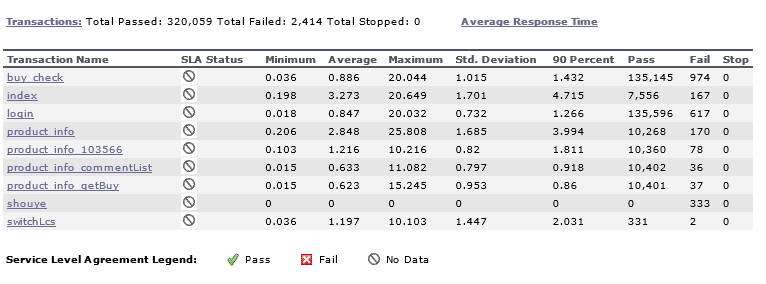 Transactions: Total Passed: 320,059 Total Failed: 2,414 Total Stopped: 0 Average Response Time
Transaction Name SLA Status Minimum Average Maximum Std. Deviation 90 Percent Pass Fail Stop
buy_check 0.036 0.886 20.044 1.015 1.432 135,145 974 0
index 0.198 3.273 20.649 1.701 4.715 7,556 167 0
login 0.018 0.847 20.032 0.732 1.266 135,596 617 0
product_info 0.206 2.848 25.808 1.685 3.994 10,268 170 0
product_info_103566 0.103 1.216 10.216 0.82 1.811 10,360 78 0
product_info_commentList 0.015 0.633 11.082 0.797 0.918 10,402 36 0
product_info_getBuy 0.015 0.623 15.245 0.953 0.86 10,401 37 0
shouye 0 0 0 0 0 0 333 0
switchLcs 0.036 1.197 10.103 1.447 2.031 331 2 0
Service Level Agreement Legend: Pass Fail No Data